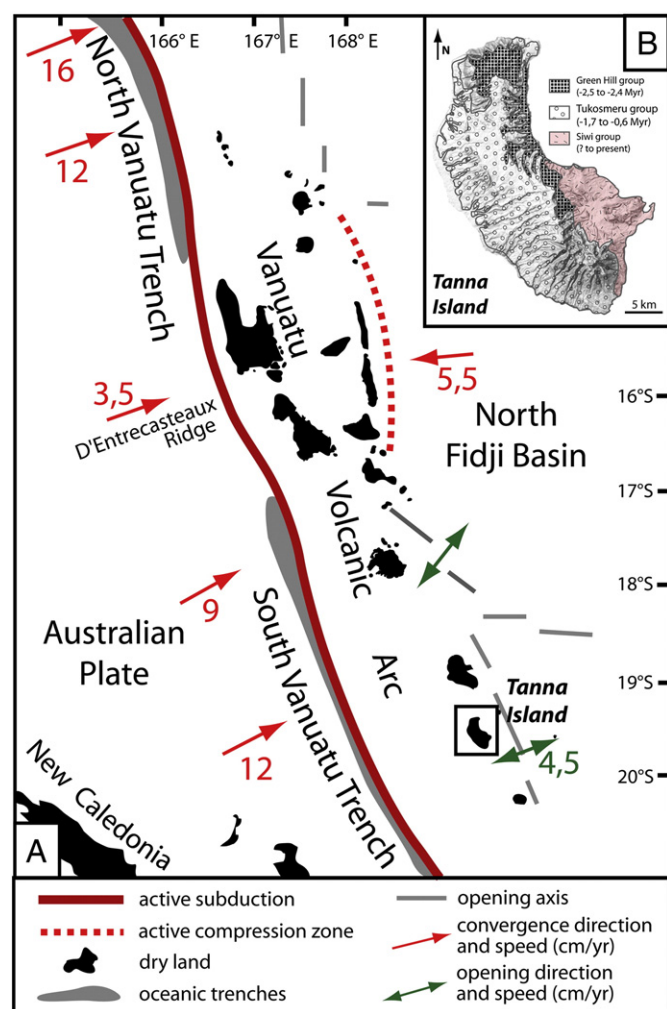 166° E
167°E
168°E
16
North Vanuatu Trench
12
Vanuatu
3,5
D'Entrecasteaux
Ridge
5,5
North
Fidji Basin
16°S
17°S
Volcanic
18°S
9
Australian
Plate
South Vanuatu Trench
Arc
19°S
Tanna
Island
12
4,5
20°S
New Caledonia
A
B
N
Green Hill group
(-2,5 to -2,4 Myr)
Tukosmeru group
(-1,7 to -0,6 Myr)
Siwi group
(? to present)
Tanna
Island
5 km
active subduction
active compression zone
dry land
oceanic trenches
opening axis
convergence direction
and speed (cm/yr)
opening direction
and speed (cm/yr)